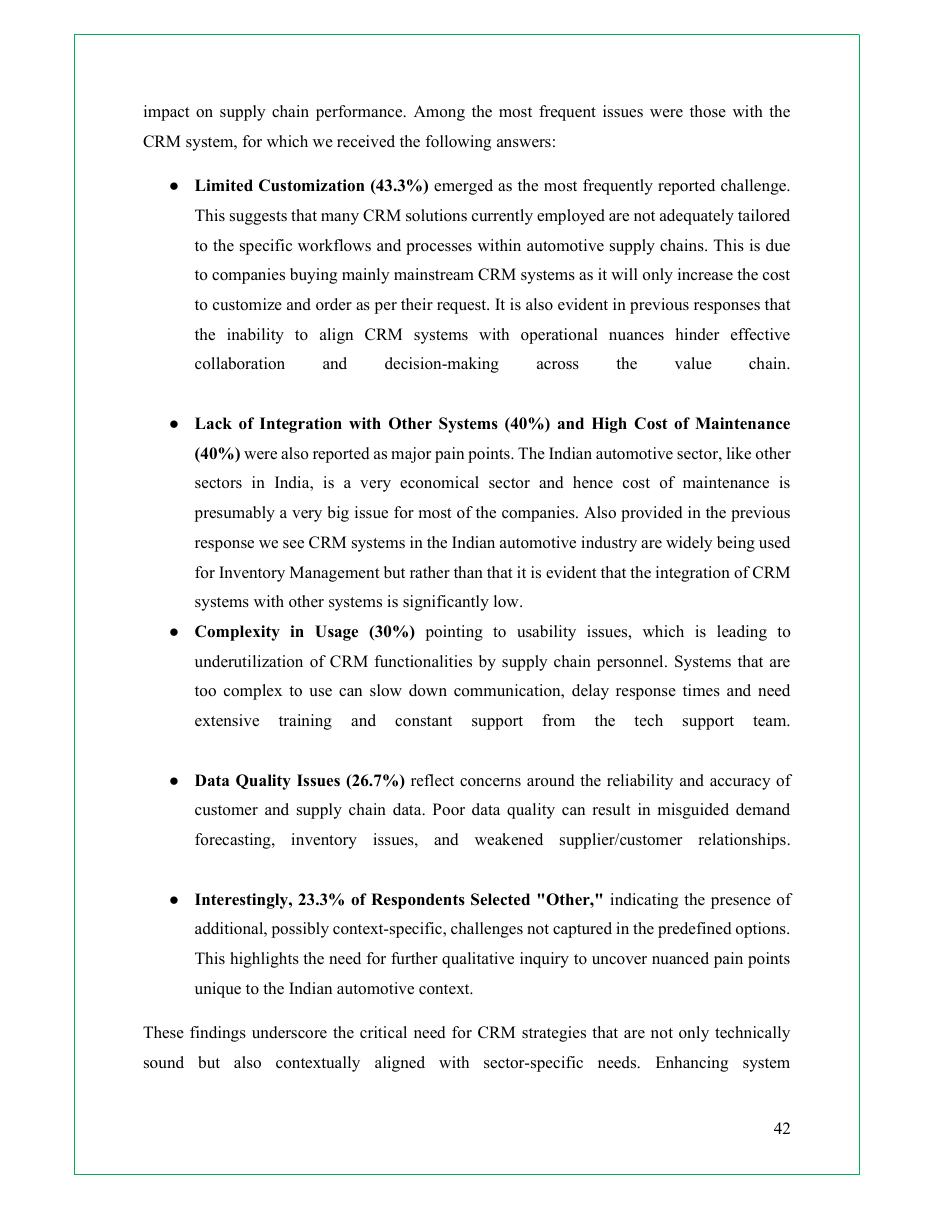 impact on supply chain performance. Among the most frequent issues were those with the
CRM system, for which we received the following answers:
● Limited Customization (43.3%) emerged as the most frequently reported challenge.
This suggests that many CRM solutions currently employed are not adequately tailored
to the specific workflows and processes within automotive supply chains. This is due
to companies buying mainly mainstream CRM systems as it will only increase the cost
to customize and order as per their request. It is also evident in previous responses that
the inability to align CRM systems with operational nuances hinder effective
collaboration and decision-making across the value chain.
● Lack of Integration with Other Systems (40%) and High Cost of Maintenance
(40%) were also reported as major pain points. The Indian automotive sector, like other
sectors in India, is a very economical sector and hence cost of maintenance is
presumably a very big issue for most of the companies. Also provided in the previous
response we see CRM systems in the Indian automotive industry are widely being used
for Inventory Management but rather than that it is evident that the integration of CRM
systems with other systems is significantly low.
● Complexity in Usage (30%) pointing to usability issues, which is leading to
underutilization of CRM functionalities by supply chain personnel. Systems that are
too complex to use can slow down communication, delay response times and need
extensive training and constant support from the tech support team.
● Data Quality Issues (26.7%) reflect concerns around the reliability and accuracy of
customer and supply chain data. Poor data quality can result in misguided demand
forecasting, inventory issues, and weakened supplier/customer relationships.
● Interestingly, 23.3% of Respondents Selected "Other," indicating the presence of
additional, possibly context-specific, challenges not captured in the predefined options.
This highlights the need for further qualitative inquiry to uncover nuanced pain points
unique to the Indian automotive context.
These findings underscore the critical need for CRM strategies that are not only technically
sound but also contextually aligned with sector-specific needs. Enhancing system
42